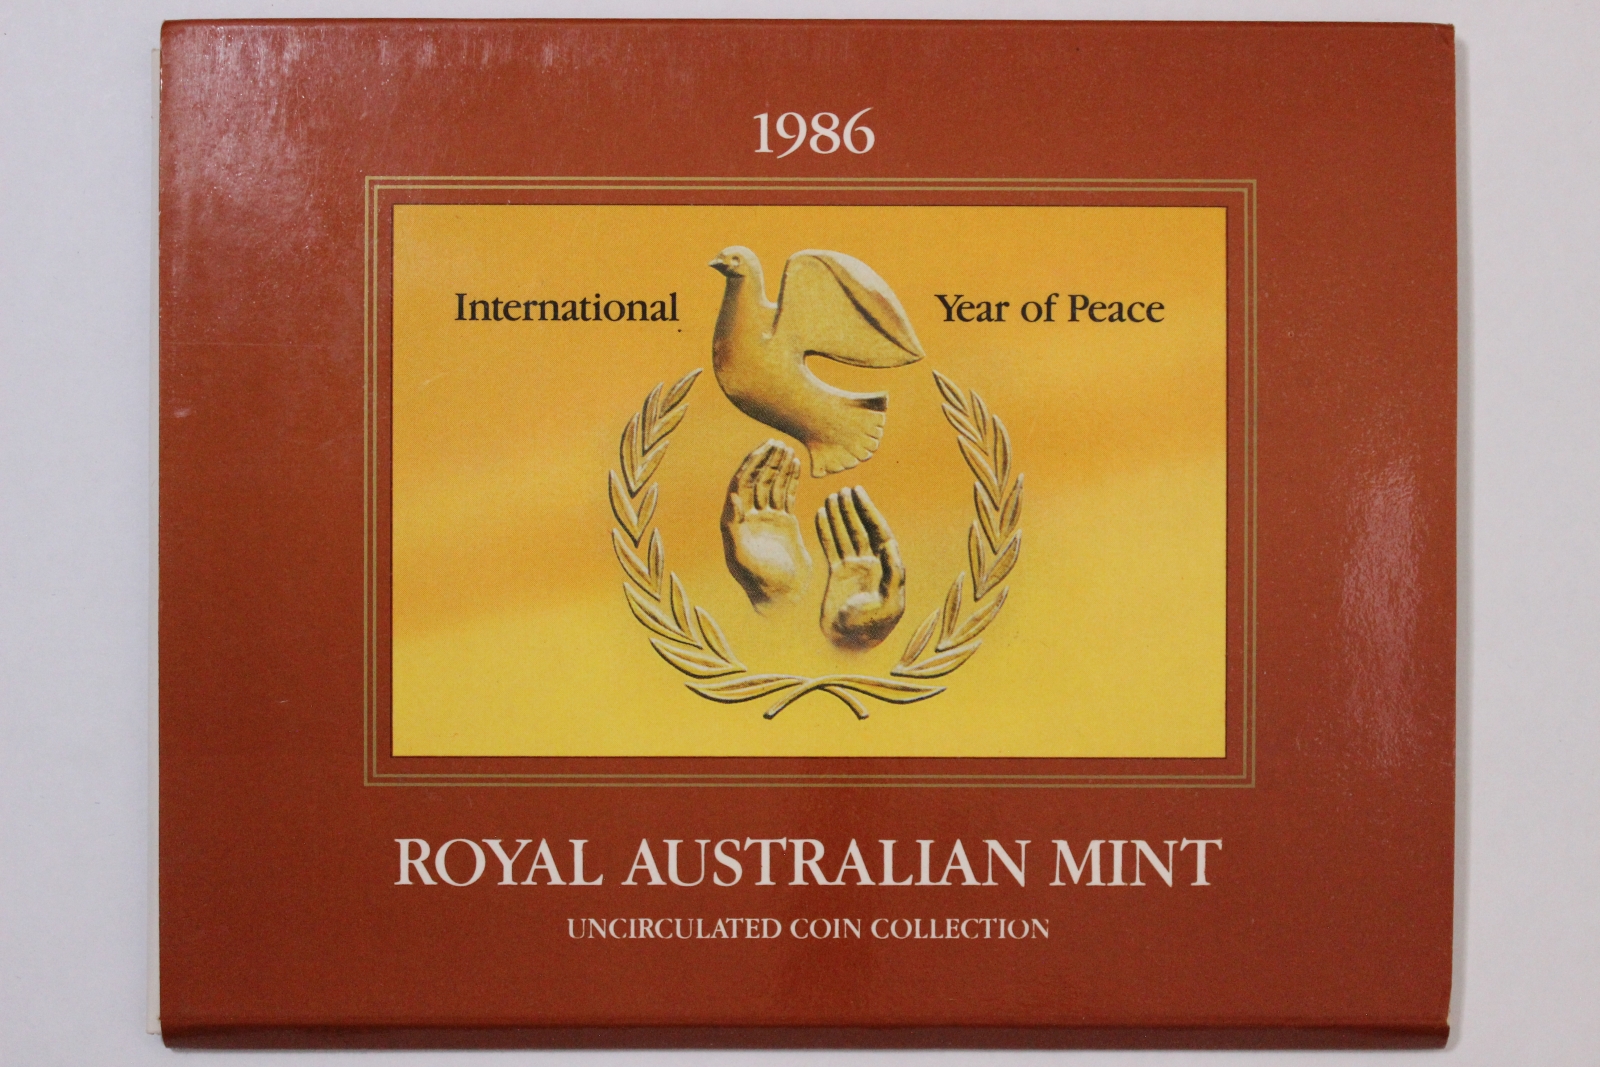 1986
International Year of Peace
ROYAL AUSTRALIAN MINT
UNCIRCULATED COIN COLLECTION